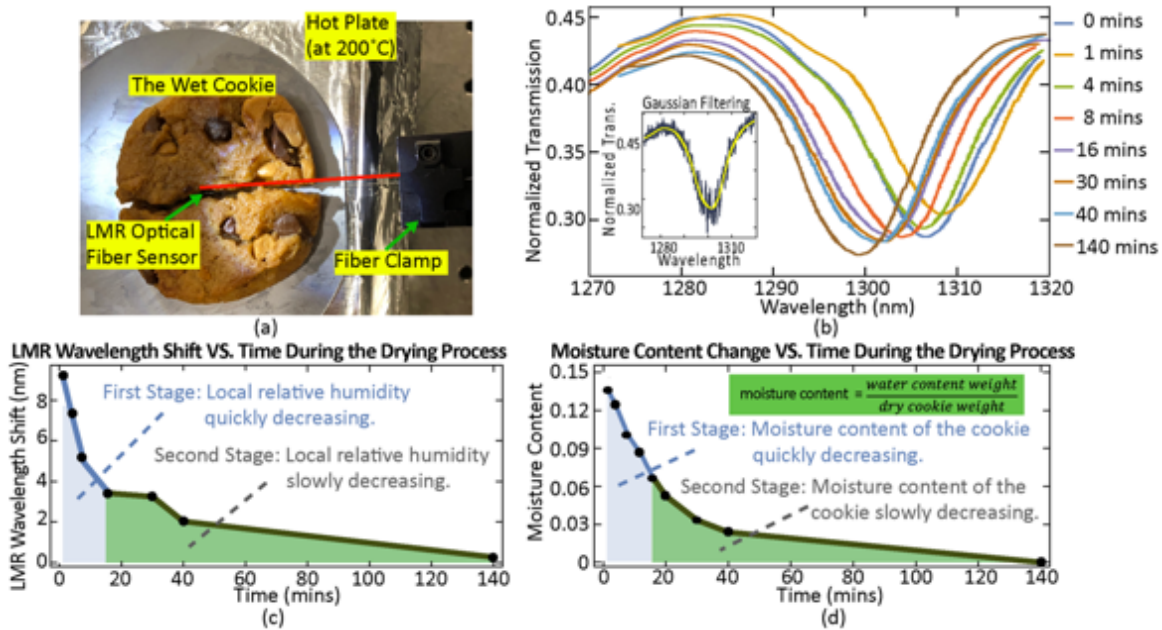 Hot Plate
(at 200˚C)
The Wet Cookie
LMR Optical
Fiber Sensor
Fiber Clamp
(a)
0.45
0.40
0.35
0.30
Normalized Transmission
Gaussian Filtering
Normalized Trans.
0.45
0.30
1280
1310
Wavelength
1270
1280
1290
1300
1310
1320
Wavelength (nm)
0 mins
1 mins
4 mins
8 mins
16 mins
30 mins
40 mins
140 mins
(b)
LMR Wavelength Shift VS. Time During the Drying Process
LMR Wavelength Shift (nm)
8
6
4
2
0
First Stage: Local relative humidity
quickly decreasing.
Second Stage: Local relative humidity
slowly decreasing.
0
20
40
60
80
100
120
140
Time (mins)
(c)
Moisture Content Change VS. Time During the Drying Process
Moisture Content
0.15
0.12
0.09
0.06
0.03
0
moisture content = water content weight
dry cookie weight
First Stage: Moisture content of the cookie
quickly decreasing.
Second Stage: Moisture content of the
cookie slowly decreasing.
0
20
40
60
80
100
120
140
Time (mins)
(d)